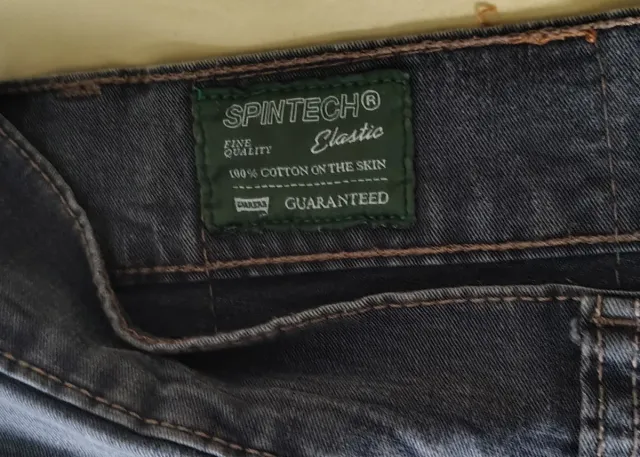 SPINTECH®
FINE
QUALITY
Elastic
100% COTTON ON THE SKIN
GUARANTEED